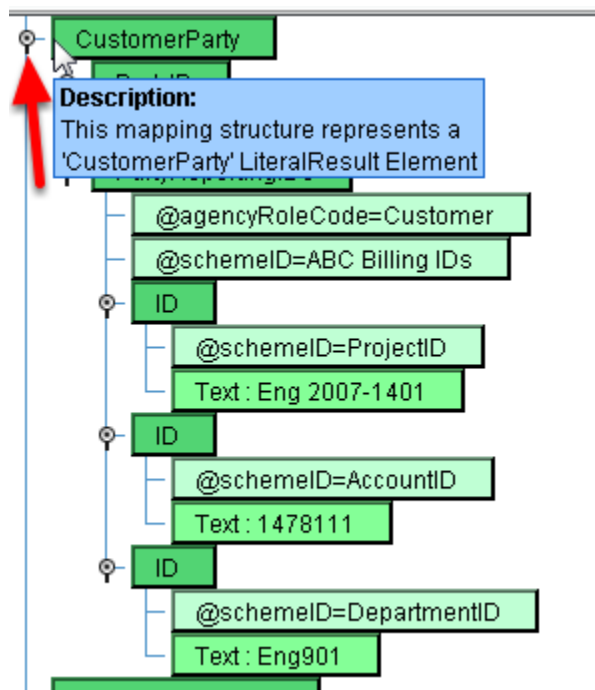 CustomerParty
Description:
This mapping structure represents a
'CustomerParty' LiteralResult Element
@agencyRoleCode=Customer
@schemeID=ABC Billing IDs
ID
@schemeID=ProjectID
Text : Eng 2007-1401
ID
@schemeID=AccountID
Text : 1478111
ID
@schemeID=DepartmentID
Text : Eng901